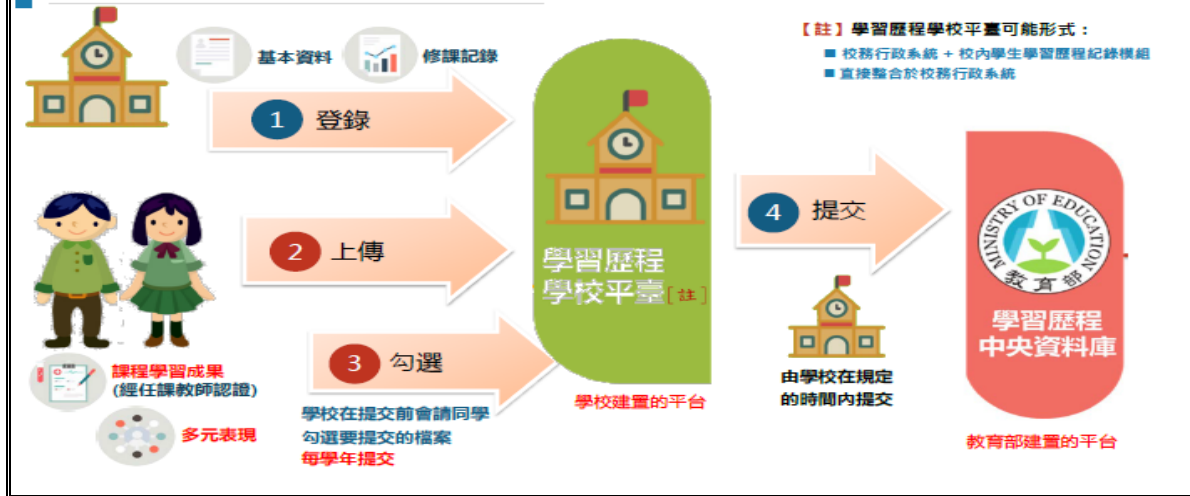 【註】學習歷程學校平臺可能形式：
■ 校務行政系統 + 校內學生學習歷程紀錄模組
■ 直接整合於校務行政系統
基本資料
修課記錄
1 登錄
2 上傳
課程學習成果
(經任課教師認證)
多元表現
3 勾選
學校在提交前會請同學
勾選要提交的檔案
每學年提交
學習歷程
學校平臺[註]
學校建置的平台
4 提交
由學校在規定
的時間內提交
MINISTRY OF EDUCATION
教育部
學習歷程
中央資料庫
教育部建置的平台